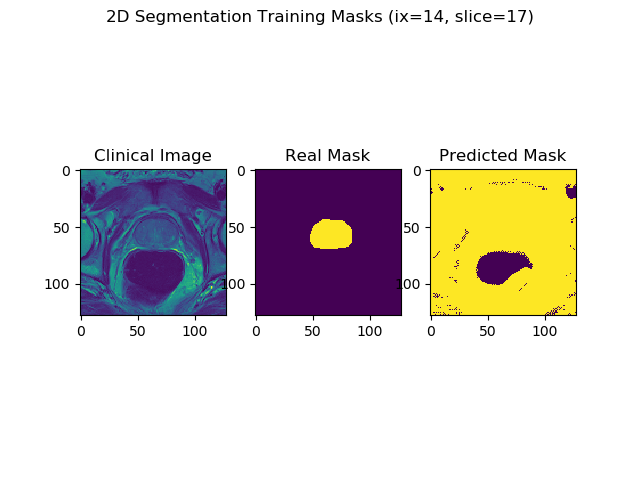 2D Segmentation Training Masks (ix=14, slice=17)
Clinical Image Real Mask Predicted Mask
0 0 0
50 50 50
100 100 100
0 50 100 0 50 100 0 50 100